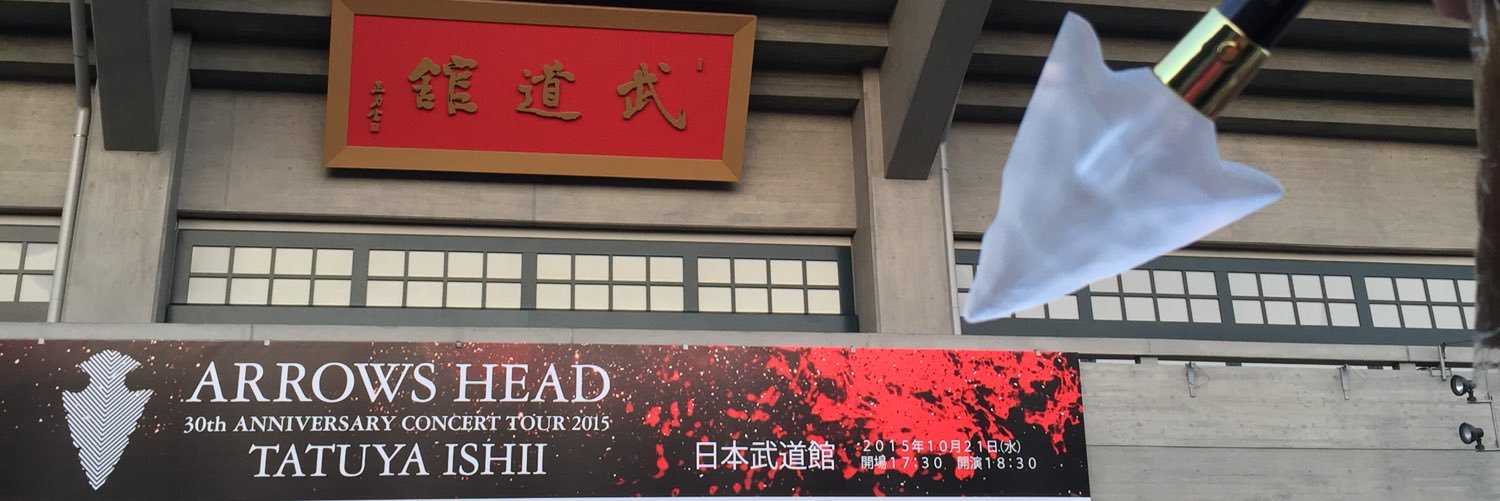 武道館
ARROWS HEAD
30th ANNIVERSARY CONCERT TOUR 2015
TATUYA ISHII
日本武道館
2015年10月21日(水)
開場17:30 開演18:30